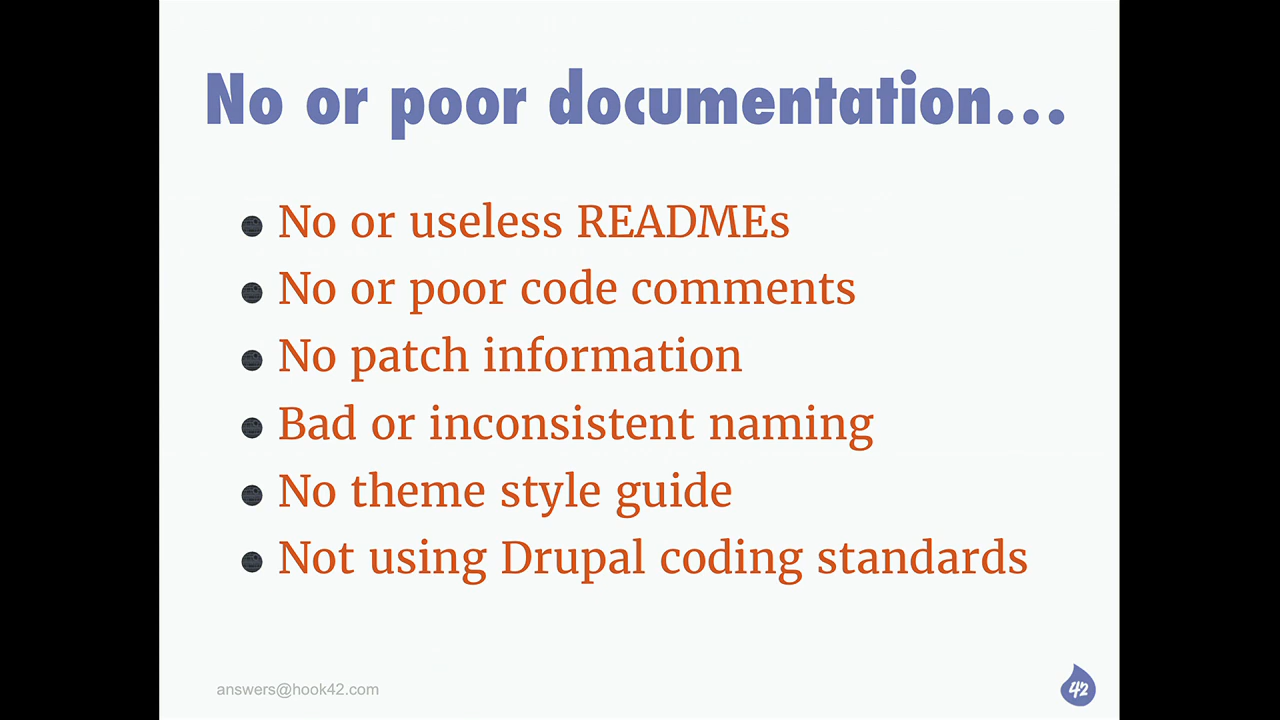 No or poor documentation...
No or useless READMEs
No or poor code comments
No patch information
Bad or inconsistent naming
No theme style guide
Not using Drupal coding standards
answers@hook42.com
42